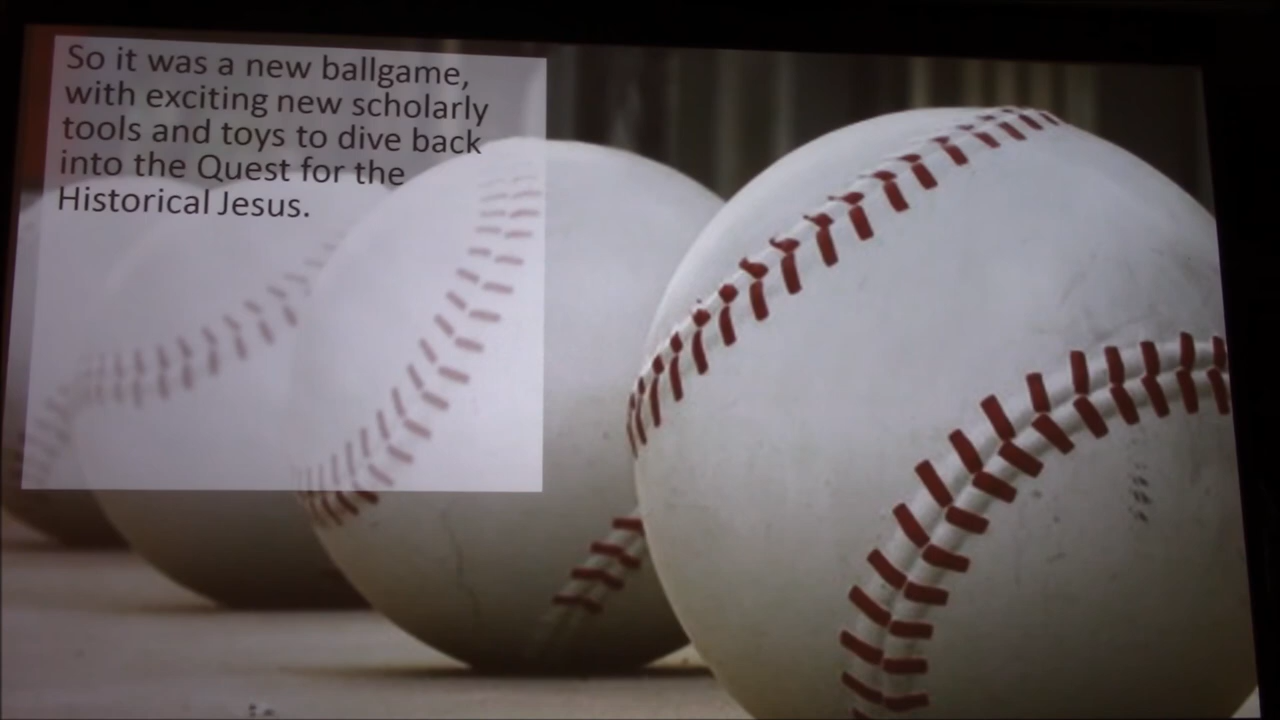 So it was a new ballgame,
with exciting new scholarly
tools and toys to dive back
into the Quest for the
Historical Jesus.